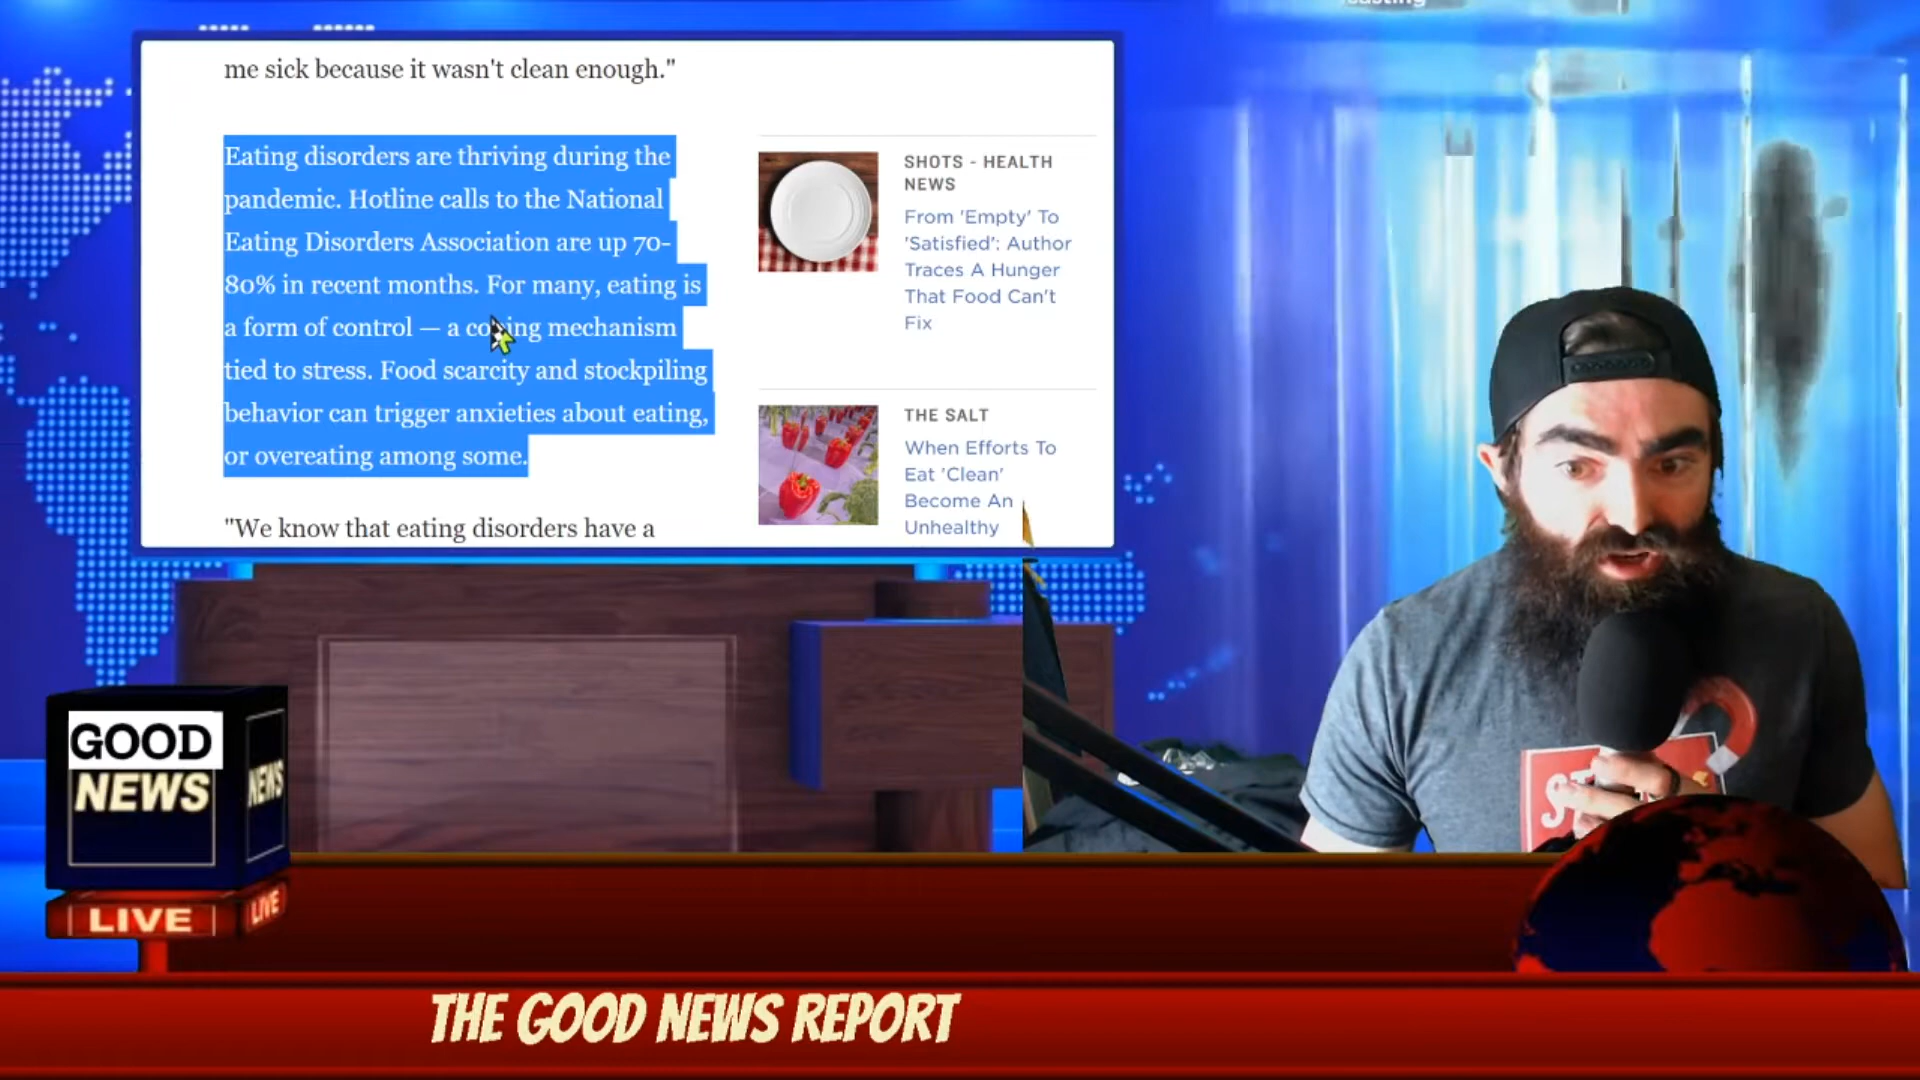 me sick because it wasn't clean enough."
Eating disorders are thriving during the
pandemic. Hotline calls to the National
Eating Disorders Association are up 70-
80% in recent months. For many, eating is
a form of control — a coping mechanism
tied to stress. Food scarcity and stockpiling
behavior can trigger anxieties about eating,
or overeating among some.
"We know that eating disorders have a
SHOTS - HEALTH
NEWS
From 'Empty' To
'Satisfied': Author
Traces A Hunger
That Food Can't
Fix
THE SALT
When Efforts To
Eat 'Clean'
Become An
Unhealthy
GOOD
NEWS
NEWS
LIVE
LIVE
THE GOOD NEWS REPORT